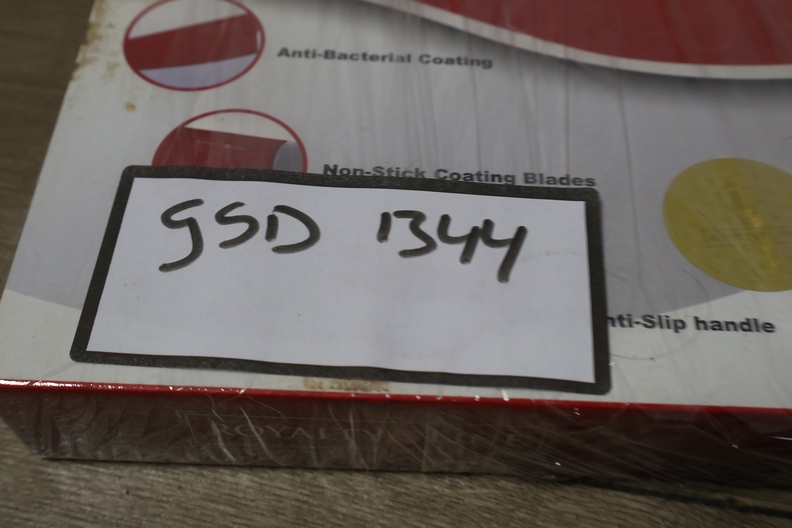 Anti-Bacterial Coating
Non-Stick Coating Blades
gSD 1344
nti-Slip handle